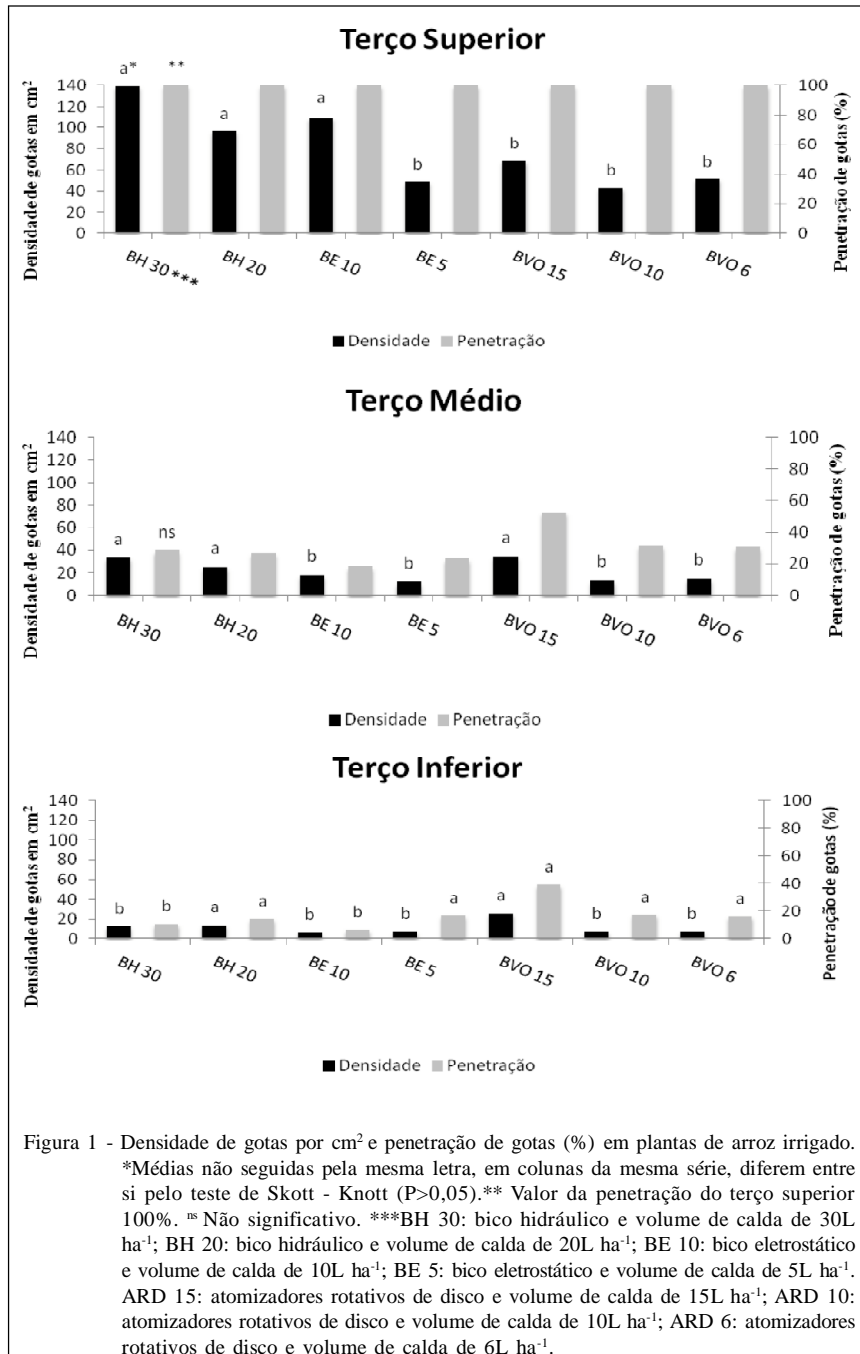 Terço Superior
Densidade de gotas em cm²
Penetração de gotas (%)
a* ** a a b b b b
140 100
120
100 80
80 60
60 40
40
20 20
0 0
BH 30 *** BH 20 BE 10 BE 5 BVO 15 BVO 10 BVO 6
Densidade Penetração
Terço Médio
Densidade de gotas em cm²
Penetração de gotas (%)
140 100
120 80
100
80 60
60 40
40 20
20
0 0
a ns a b b a b b
BH 30 BH 20 BE 10 BE 5 BVO 15 BVO 10 BVO 6
Densidade Penetração
Terço Inferior
Densidade de gotas em cm²
Penetração de gotas (%)
140 100
120 80
100
80 60
60 40
40 20
20
0 0
b b a a b b b a a a b a b a
BH 30 BH 20 BE 10 BE 5 BVO 15 BVO 10 BVO 6
Densidade Penetração
Figura 1 - Densidade de gotas por cm² e penetração de gotas (%) em plantas de arroz irrigado.
*Médias não seguidas pela mesma letra, em colunas da mesma série, diferem entre
si pelo teste de Skott - Knott (P>0,05).** Valor da penetração do terço superior
100%. ns Não significativo. ***BH 30: bico hidráulico e volume de calda de 30L
ha-1; BH 20: bico hidráulico e volume de calda de 20L ha-1; BE 10: bico eletrostático
e volume de calda de 10L ha-1; BE 5: bico eletrostático e volume de calda de 5L ha-1.
ARD 15: atomizadores rotativos de disco e volume de calda de 15L ha-1; ARD 10:
atomizadores rotativos de disco e volume de calda de 10L ha-1; ARD 6: atomizadores
rotativos de disco e volume de calda de 6L ha-1.